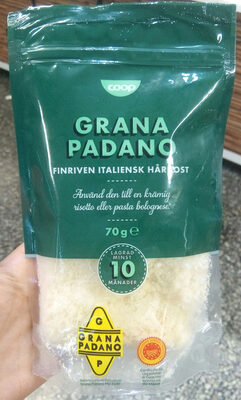 coop
GRANA
PADANO
FINRIVEN ITALIENSK HÅRDOST
Använd den till en krämig
risotto eller pasta bolognese.
70 g e
LAGRAD
MINST
10
MÅNADER
G
GRANA
PADANO
P